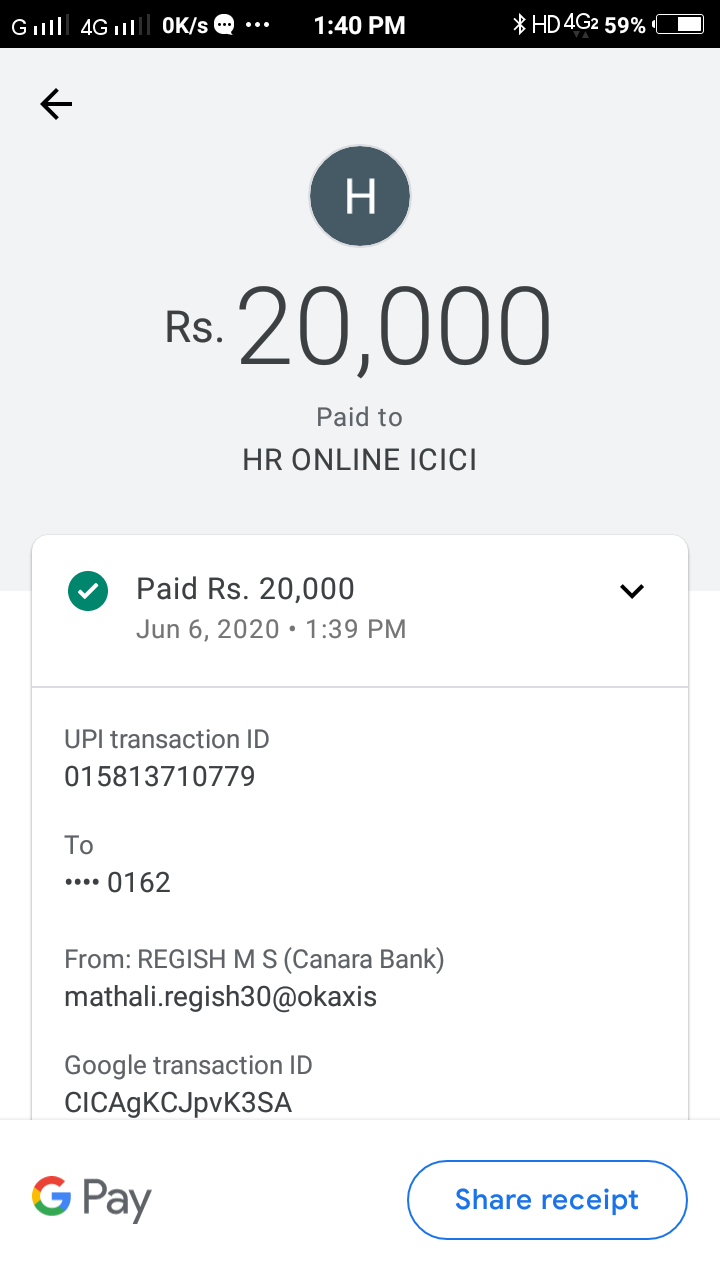 G 4G 0K/s 1:40 PM HD 4G2 59%
H
Rs. 20,000
Paid to
HR ONLINE ICICI
Paid Rs. 20,000
Jun 6, 2020 • 1:39 PM
UPI transaction ID
015813710779
To
•••• 0162
From: REGISH M S (Canara Bank)
mathali.regish30@okaxis
Google transaction ID
CICAgKCJpvK3SA
G Pay
Share receipt